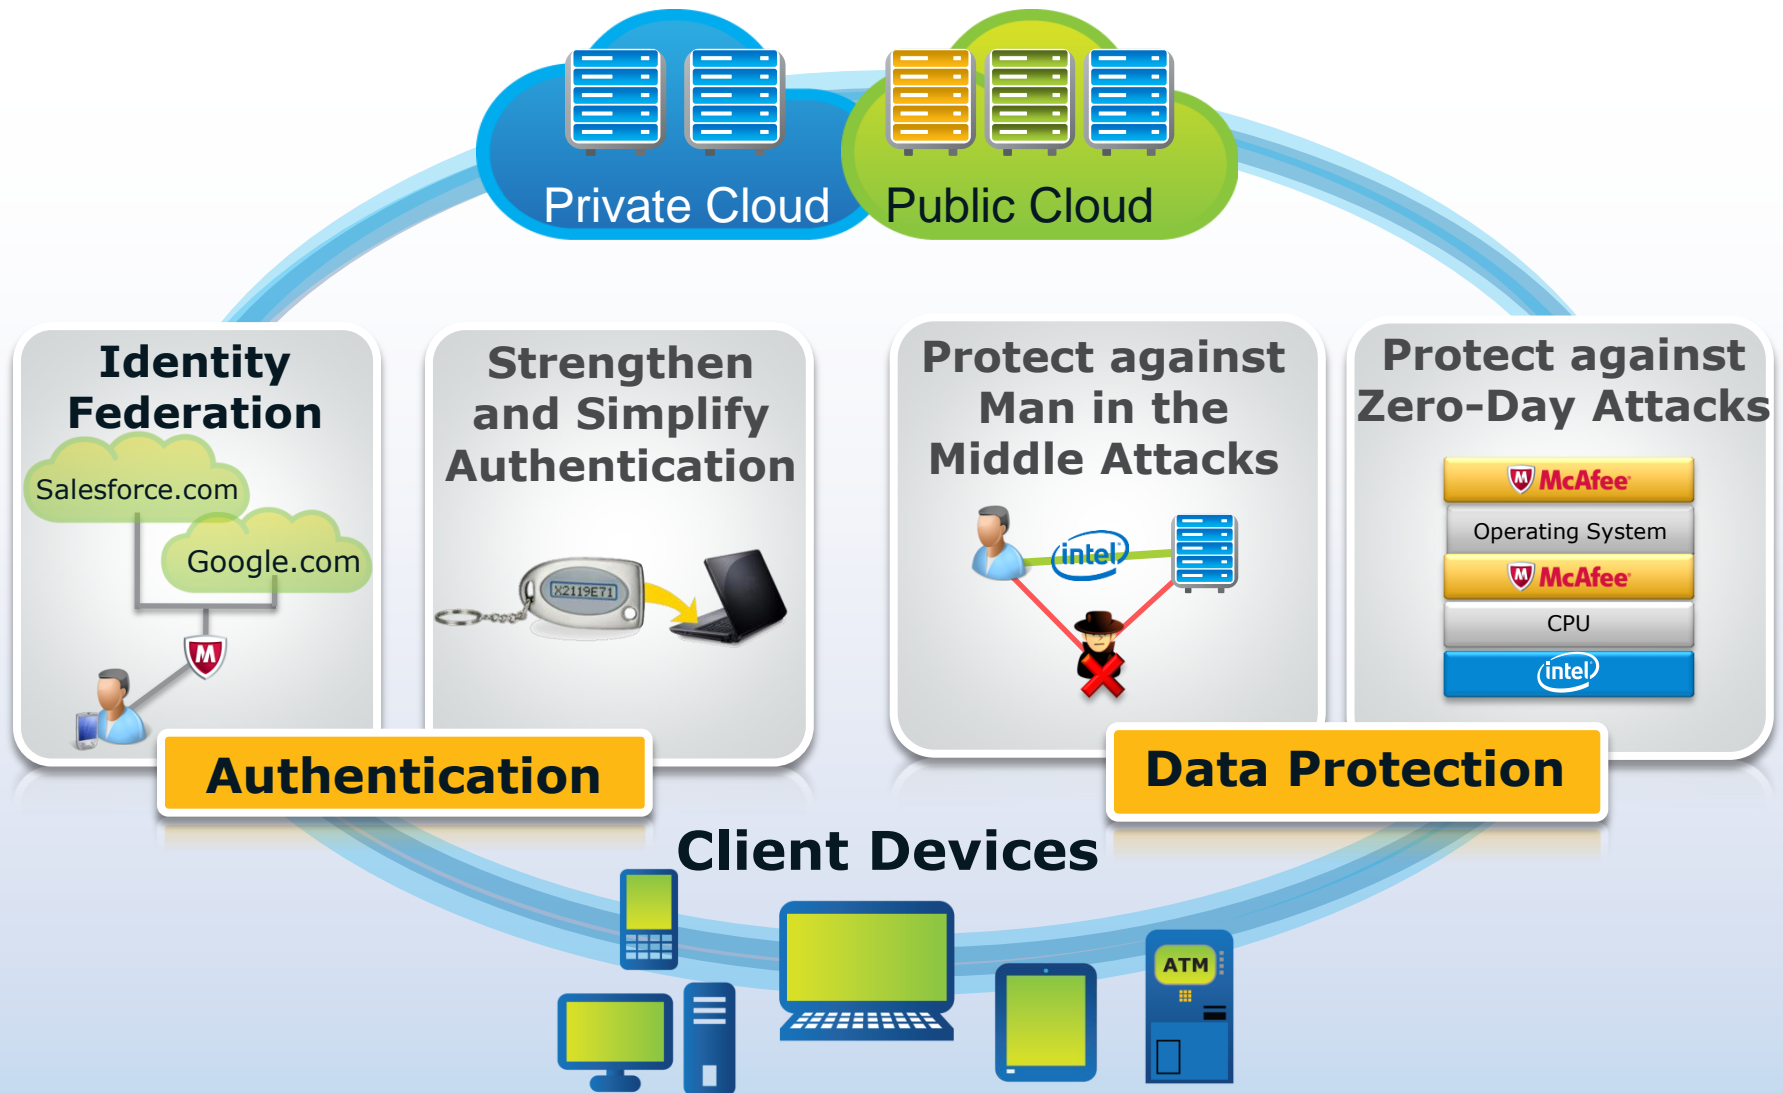 Private Cloud
Public Cloud
Identity
Federation
Salesforce.com
Google.com
M
Strengthen
and Simplify
Authentication
X2119E71
Authentication
Protect against
Man in the
Middle Attacks
intel
Protect against
Zero-Day Attacks
M McAfee
Operating System
M McAfee
CPU
intel
Data Protection
Client Devices
ATM